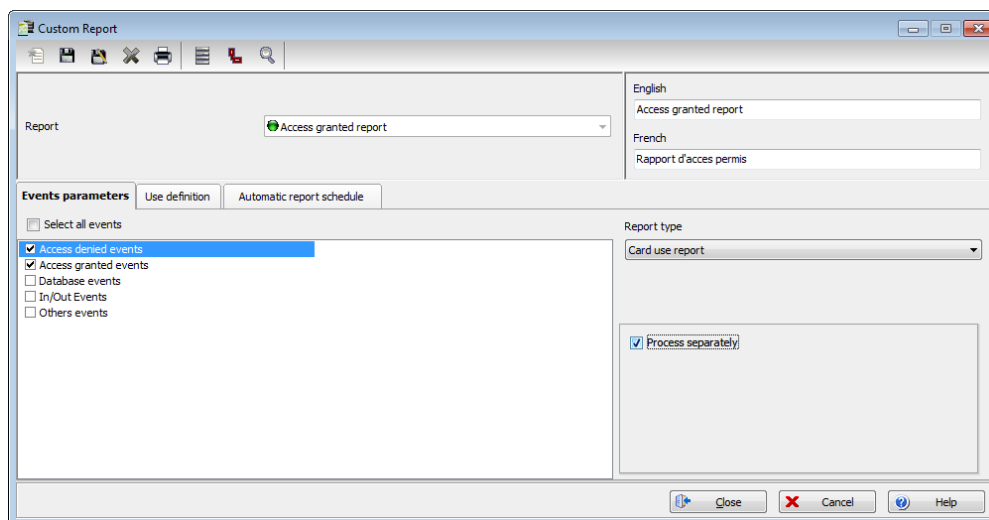 Custom Report
English
Access granted report
Report
Access granted report
French
Rapport d'acces permis
Events parameters
Use definition
Automatic report schedule
Select all events
Report type
Access denied events
Card use report
Access granted events
Database events
In/Out Events
Others events
Process separately
Close
Cancel
Help